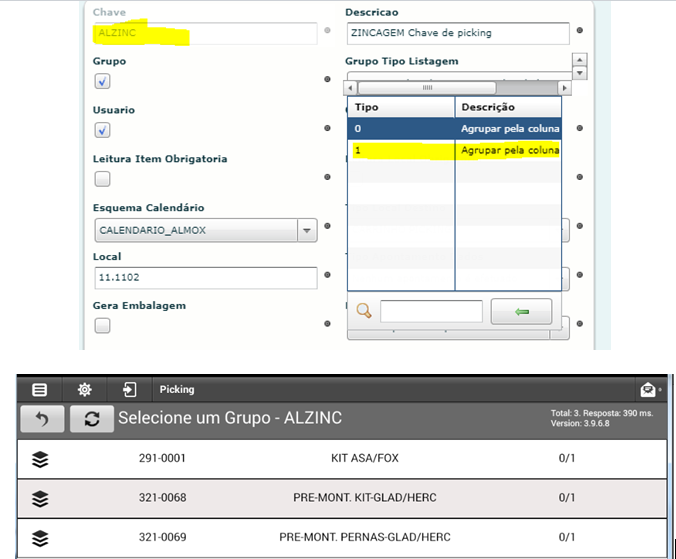 Chave Descricao
ALZINC ZINCAGEM Chave de picking
Grupo Grupo Tipo Listagem
Tipo Descrição
Usuario
0 Agrupar pela coluna
1 Agrupar pela coluna
Leitura Item Obrigatoria
Esquema Calendário
CALENDARIO_ALMOX
Local
11.1102
Gera Embalagem
Picking
Selecione um Grupo - ALZINC Total: 3. Resposta: 390 ms.
Version: 3.9.6.8
291-0001 KIT ASA/FOX 0/1
321-0068 PRE-MONT. KIT-GLAD/HERC 0/1
321-0069 PRE-MONT. PERNAS-GLAD/HERC 0/1